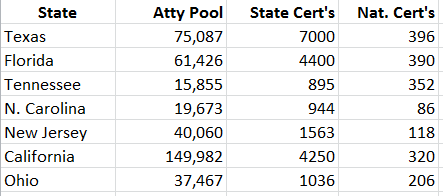 State Atty Pool State Cert's Nat. Cert's
Texas 75,087 7000 396
Florida 61,426 4400 390
Tennessee 15,855 895 352
N. Carolina 19,673 944 86
New Jersey 40,060 1563 118
California 149,982 4250 320
Ohio 37,467 1036 206